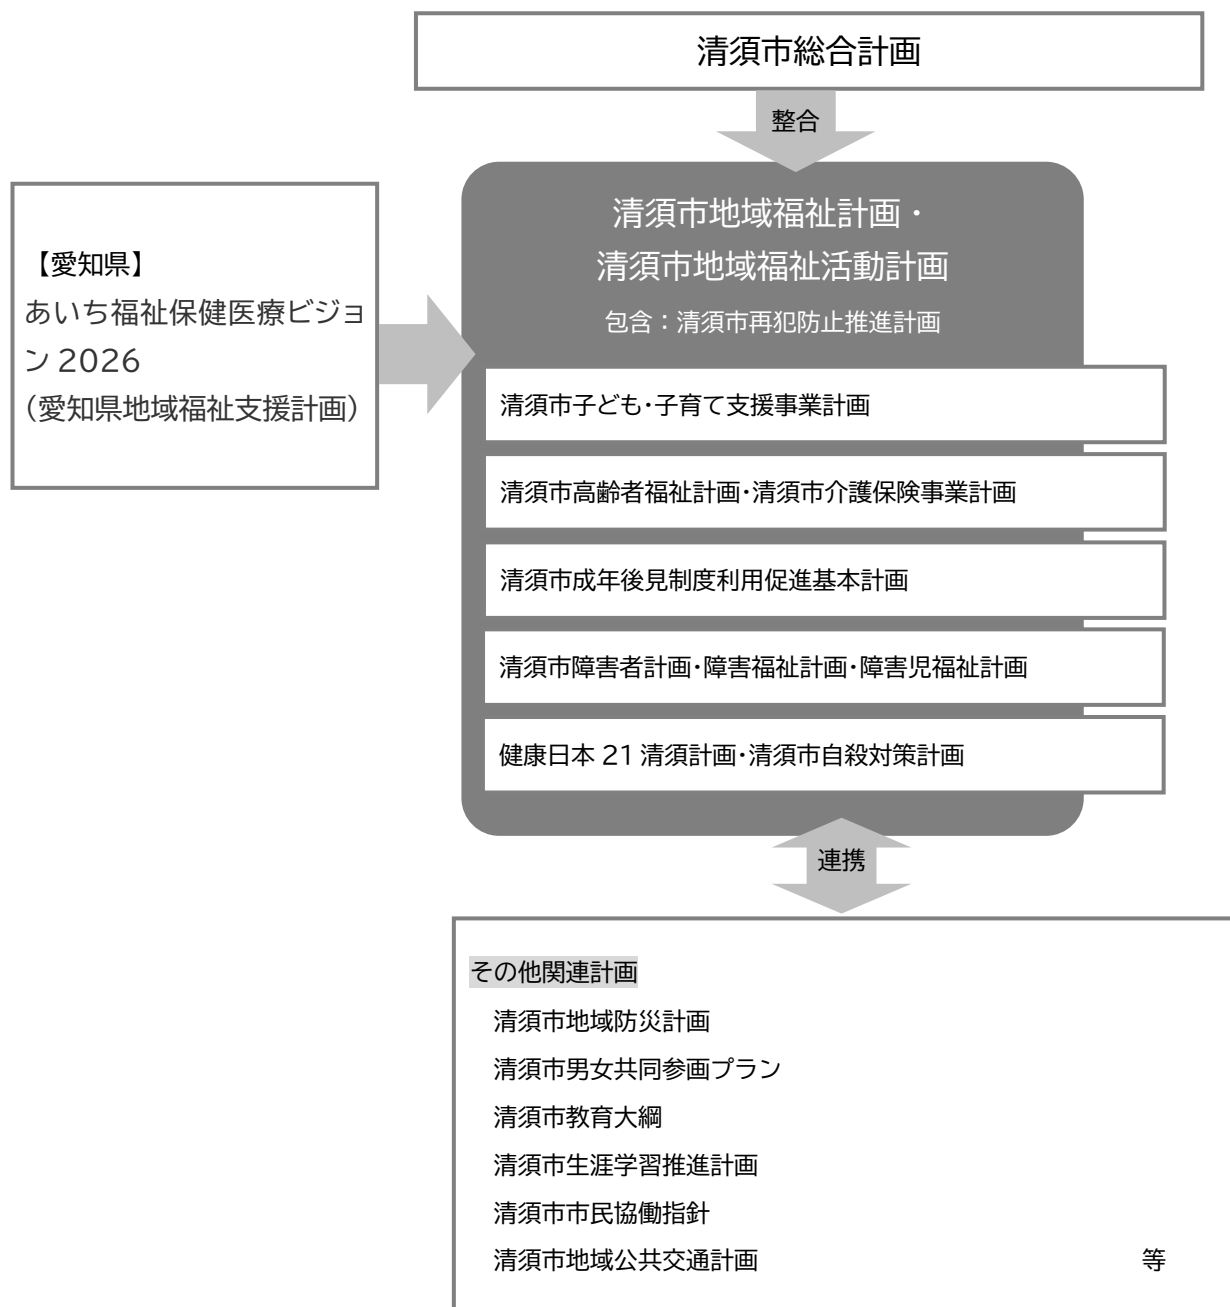 清須市総合計画
整合
【愛知県】
あいち福祉保健医療ビジョ
ン 2026
（愛知県地域福祉支援計画）
清須市地域福祉計画・
清須市地域福祉活動計画
包含：清須市再犯防止推進計画
清須市子ども・子育て支援事業計画
清須市高齢者福祉計画・清須市介護保険事業計画
清須市成年後見制度利用促進基本計画
清須市障害者計画・障害福祉計画・障害児福祉計画
健康日本 21 清須計画・清須市自殺対策計画
連携
その他関連計画
清須市地域防災計画
清須市男女共同参画プラン
清須市教育大綱
清須市生涯学習推進計画
清須市市民協働指針
清須市地域公共交通計画 等